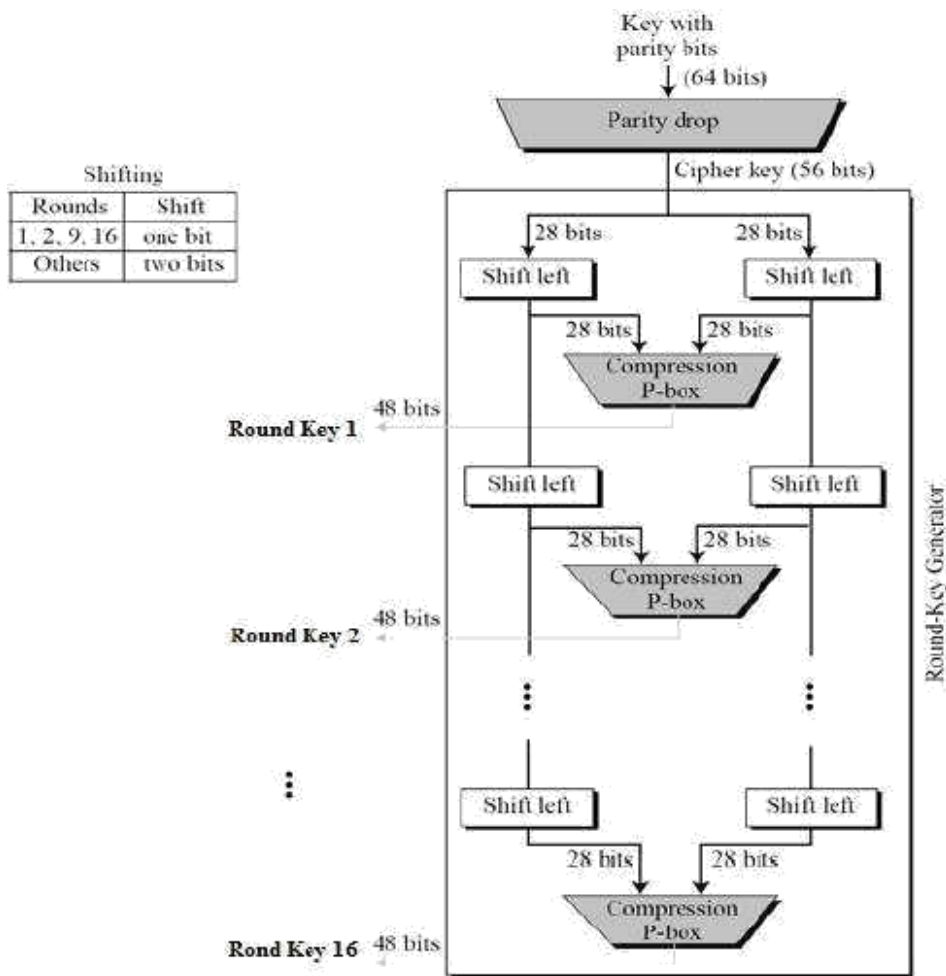 Key with
parity bits
(64 bits)
Parity drop
Cipher key (56 bits)
Shifting
Rounds Shift
1, 2, 9, 16 one bit
Others two bits
28 bits 28 bits
Shift left Shift left
28 bits 28 bits
Compression
P-box
48 bits
Round Key 1
Shift left Shift left
28 bits 28 bits
Compression
P-box
48 bits
Round Key 2
Round-Key Generator
Shift left Shift left
28 bits 28 bits
Compression
P-box
48 bits
Rond Key 16